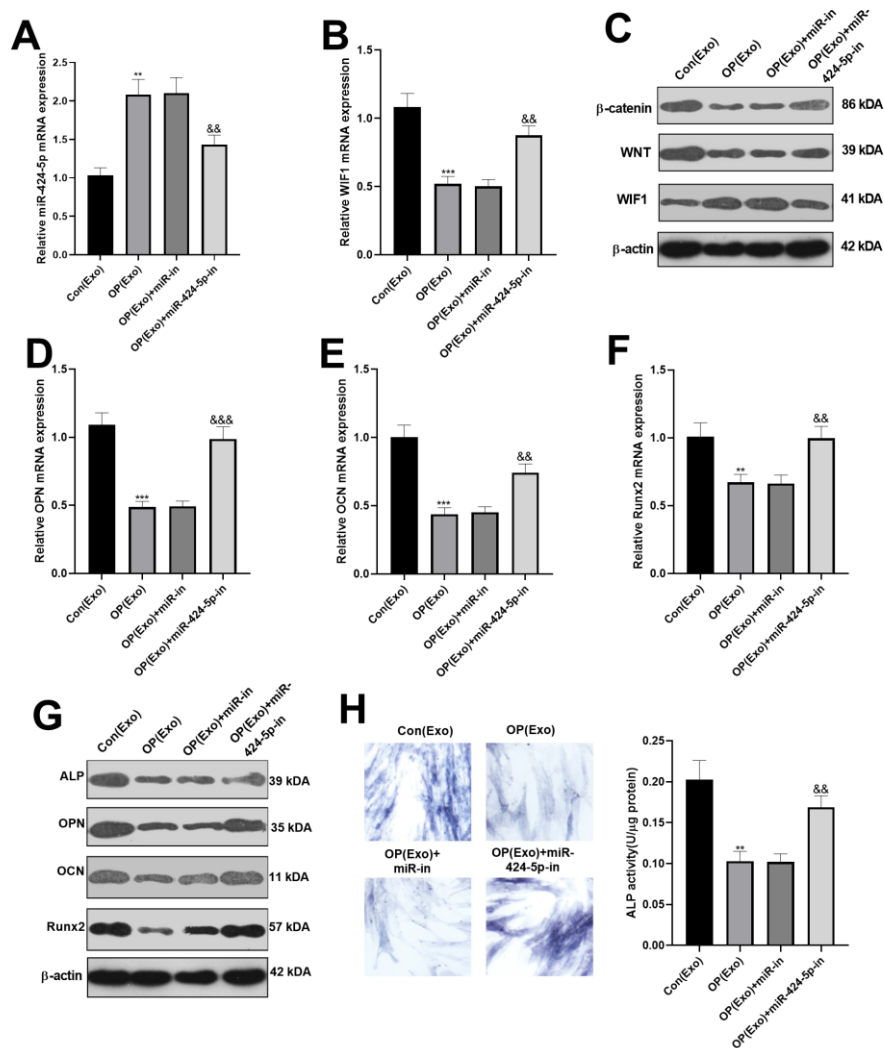 A
Relative miR-424-5p mRNA expression
2.5
2.0
1.5
1.0
0.5
0.0
**
&&
Con(Exo)
OP(Exo)
OP(Exo)+miR-in
OP(Exo)+miR-424-5p-in
B
Relative WIF1 mRNA expression
1.5
1.0
0.5
0.0
***
&&
Con(Exo)
OP(Exo)
OP(Exo)+miR-in
OP(Exo)+miR-424-5p-in
C
Con(Exo)
OP(Exo)
OP(Exo)+miR-in
OP(Exo)+miR-
424-5p-in
β-catenin
86 kDA
WNT
39 kDA
WIF1
41 kDA
β-actin
42 kDA
D
Relative OPN mRNA expression
1.5
1.0
0.5
0.0
***
&&&
Con(Exo)
OP(Exo)
OP(Exo)+miR-in
OP(Exo)+miR-424-5p-in
E
Relative OCN mRNA expression
1.5
1.0
0.5
0.0
***
&&
Con(Exo)
OP(Exo)
OP(Exo)+miR-in
OP(Exo)+miR-424-5p-in
F
Relative Runx2 mRNA expression
1.5
1.0
0.5
0.0
**
&&
Con(Exo)
OP(Exo)
OP(Exo)+miR-in
OP(Exo)+miR-424-5p-in
G
Con(Exo)
OP(Exo)
OP(Exo)+miR-in
OP(Exo)+miR-
424-5p-in
ALP
39 kDA
OPN
35 kDA
OCN
11 kDA
Runx2
57 kDA
β-actin
42 kDA
H
Con(Exo)
OP(Exo)
OP(Exo)+
miR-in
OP(Exo)+miR-
424-5p-in
ALP activity(U/μg protein)
0.25
0.20
0.15
0.10
0.05
0.00
**
&&
Con(Exo)
OP(Exo)
OP(Exo)+miR-in
OP(Exo)+miR-424-5p-in